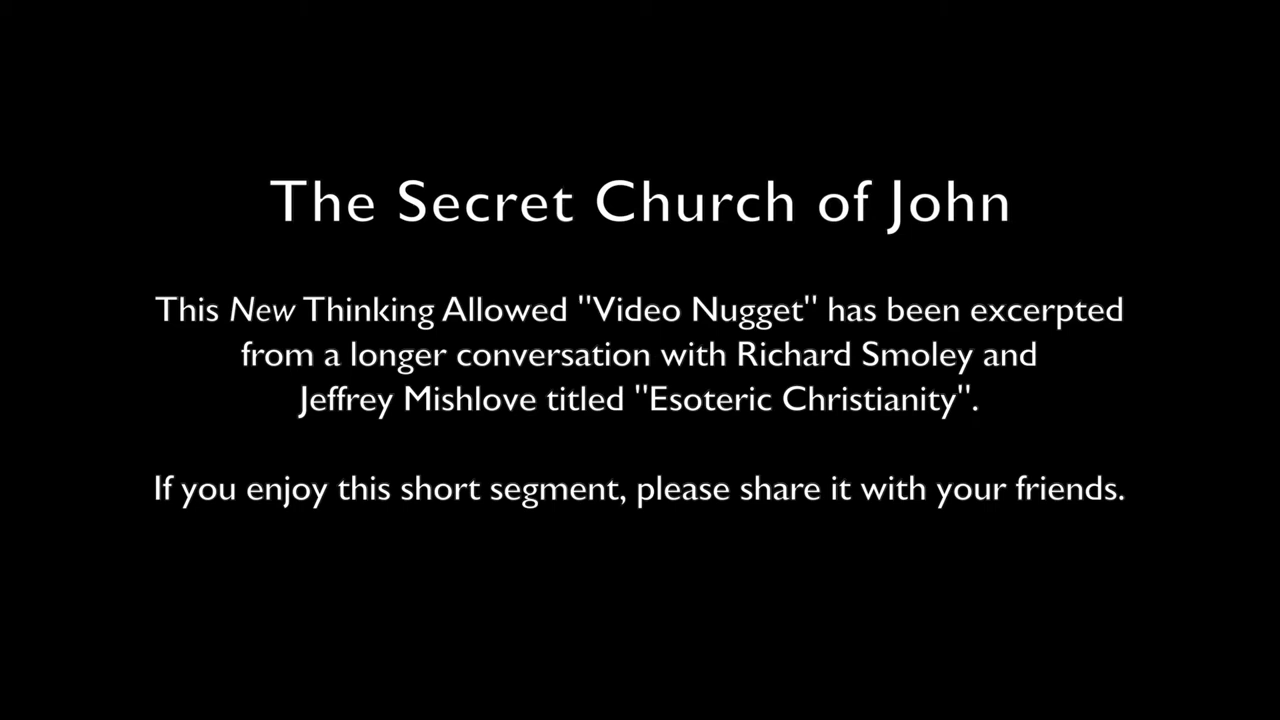 The Secret Church of John
This New Thinking Allowed "Video Nugget" has been excerpted
from a longer conversation with Richard Smoley and
Jeffrey Mishlove titled "Esoteric Christianity".
If you enjoy this short segment, please share it with your friends.